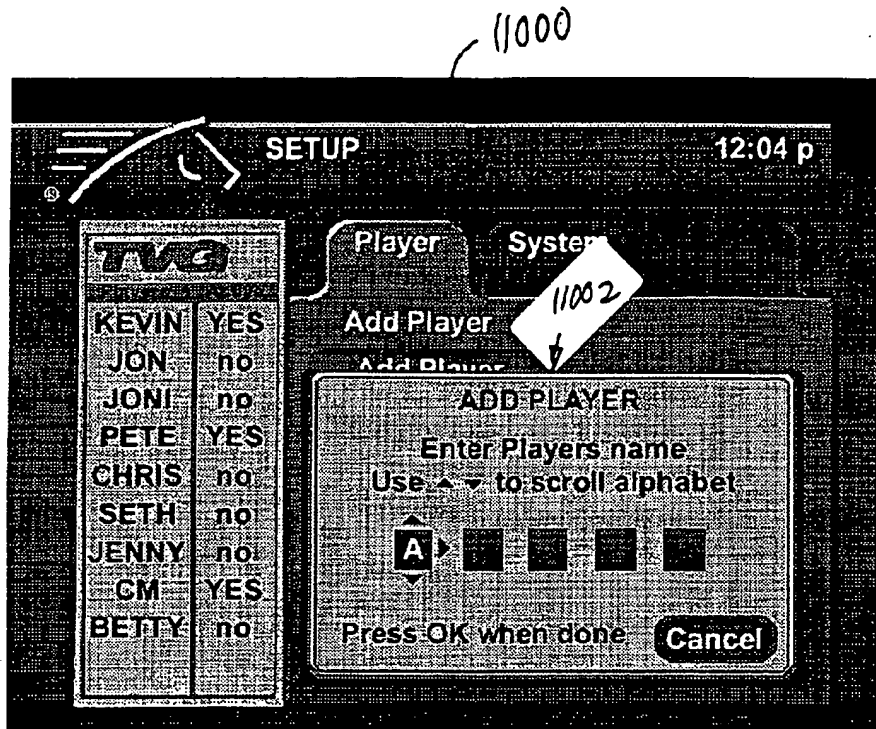 11000
SETUP
12:04 p
®
TVG
Player
System
11002
KEVIN YES
JON no
JONI no
PETE YES
CHRIS no
SETH no
JENNY no
CM YES
BETTY no
Add Player
Add Player
ADD PLAYER
Enter Players name
Use ▲ ▼ to scroll alphabet
A
Press OK when done
Cancel